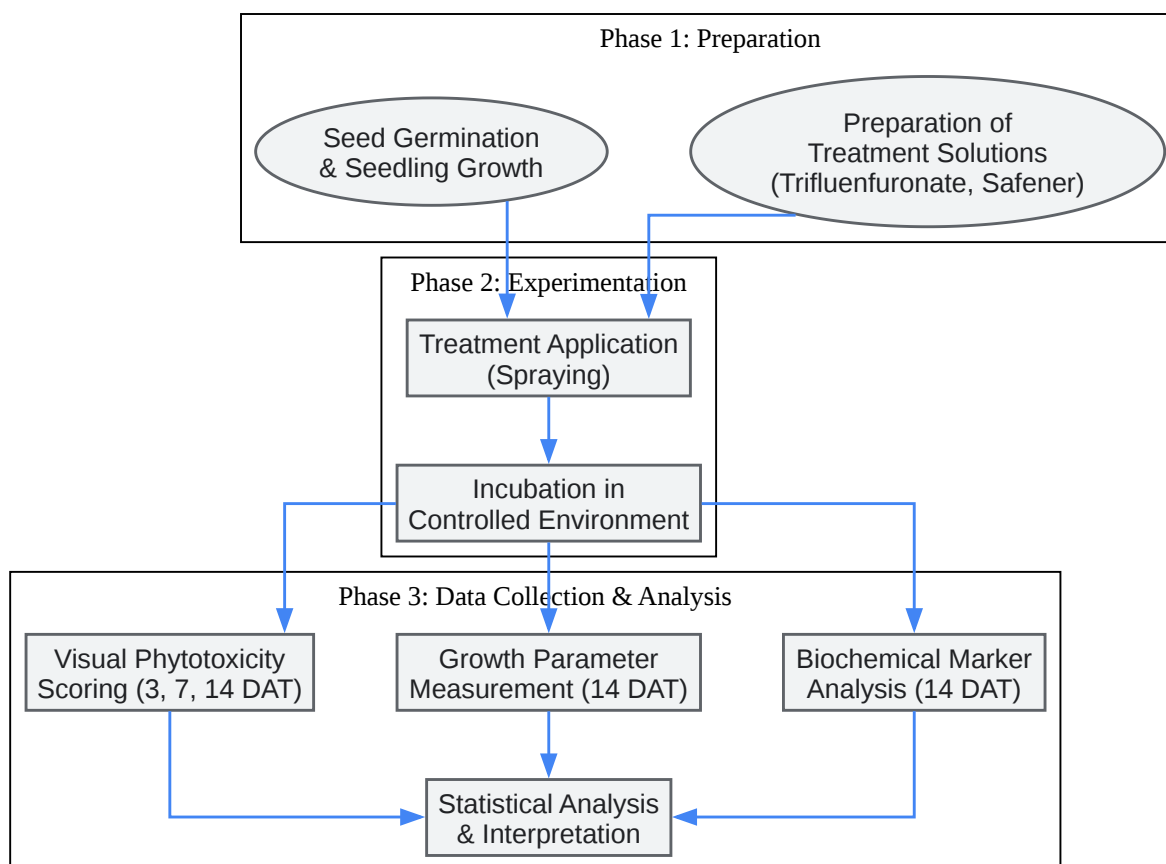 Phase 1: Preparation
Seed Germination
& Seedling Growth
Preparation of
Treatment Solutions
(Trifluenfuronate, Safener)
Phase 2: Experimentation
Treatment Application
(Spraying)
Incubation in
Controlled Environment
Phase 3: Data Collection & Analysis
Visual Phytotoxicity
Scoring (3, 7, 14 DAT)
Growth Parameter
Measurement (14 DAT)
Biochemical Marker
Analysis (14 DAT)
Statistical Analysis
& Interpretation